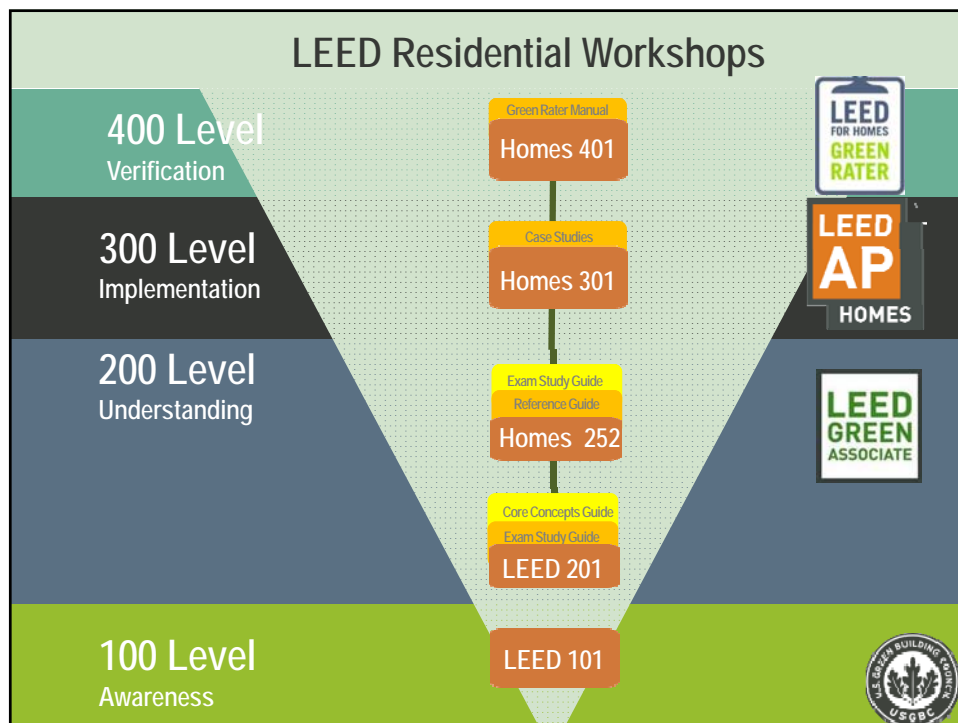 LEED Residential Workshops
400 Level
Verification
Green Rater Manual
Homes 401
LEED
FOR HOMES
GREEN
RATER
300 Level
Implementation
Case Studies
Homes 301
LEED
AP
HOMES
200 Level
Understanding
Exam Study Guide
Reference Guide
Homes 252
LEED
GREEN
ASSOCIATE
Core Concepts Guide
Exam Study Guide
LEED 201
100 Level
Awareness
LEED 101
U.S. GREEN BUILDING COUNCIL
USGBC